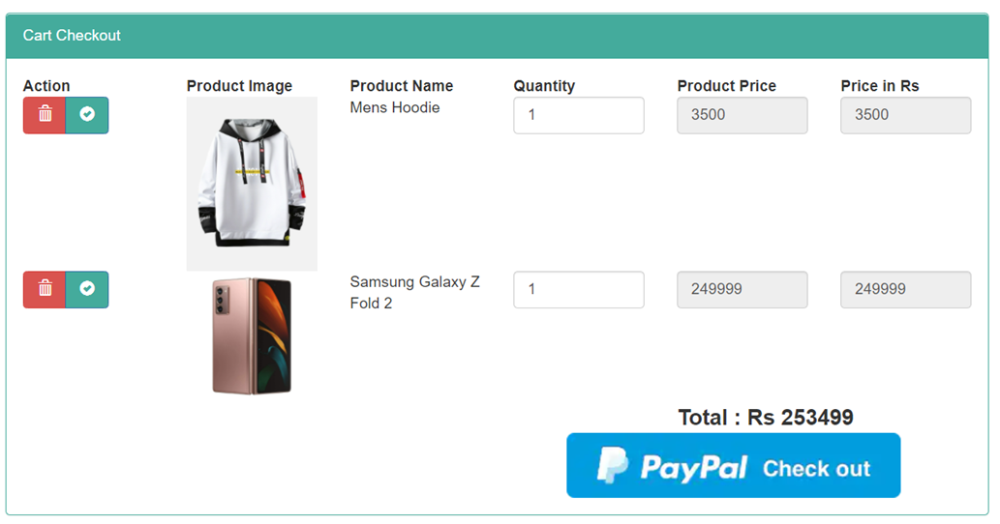 Cart Checkout
Action Product Image Product Name Quantity Product Price Price in Rs
Mens Hoodie 1 3500 3500
Samsung Galaxy Z 1 249999 249999
Fold 2
Total : Rs 253499
PayPal Check out